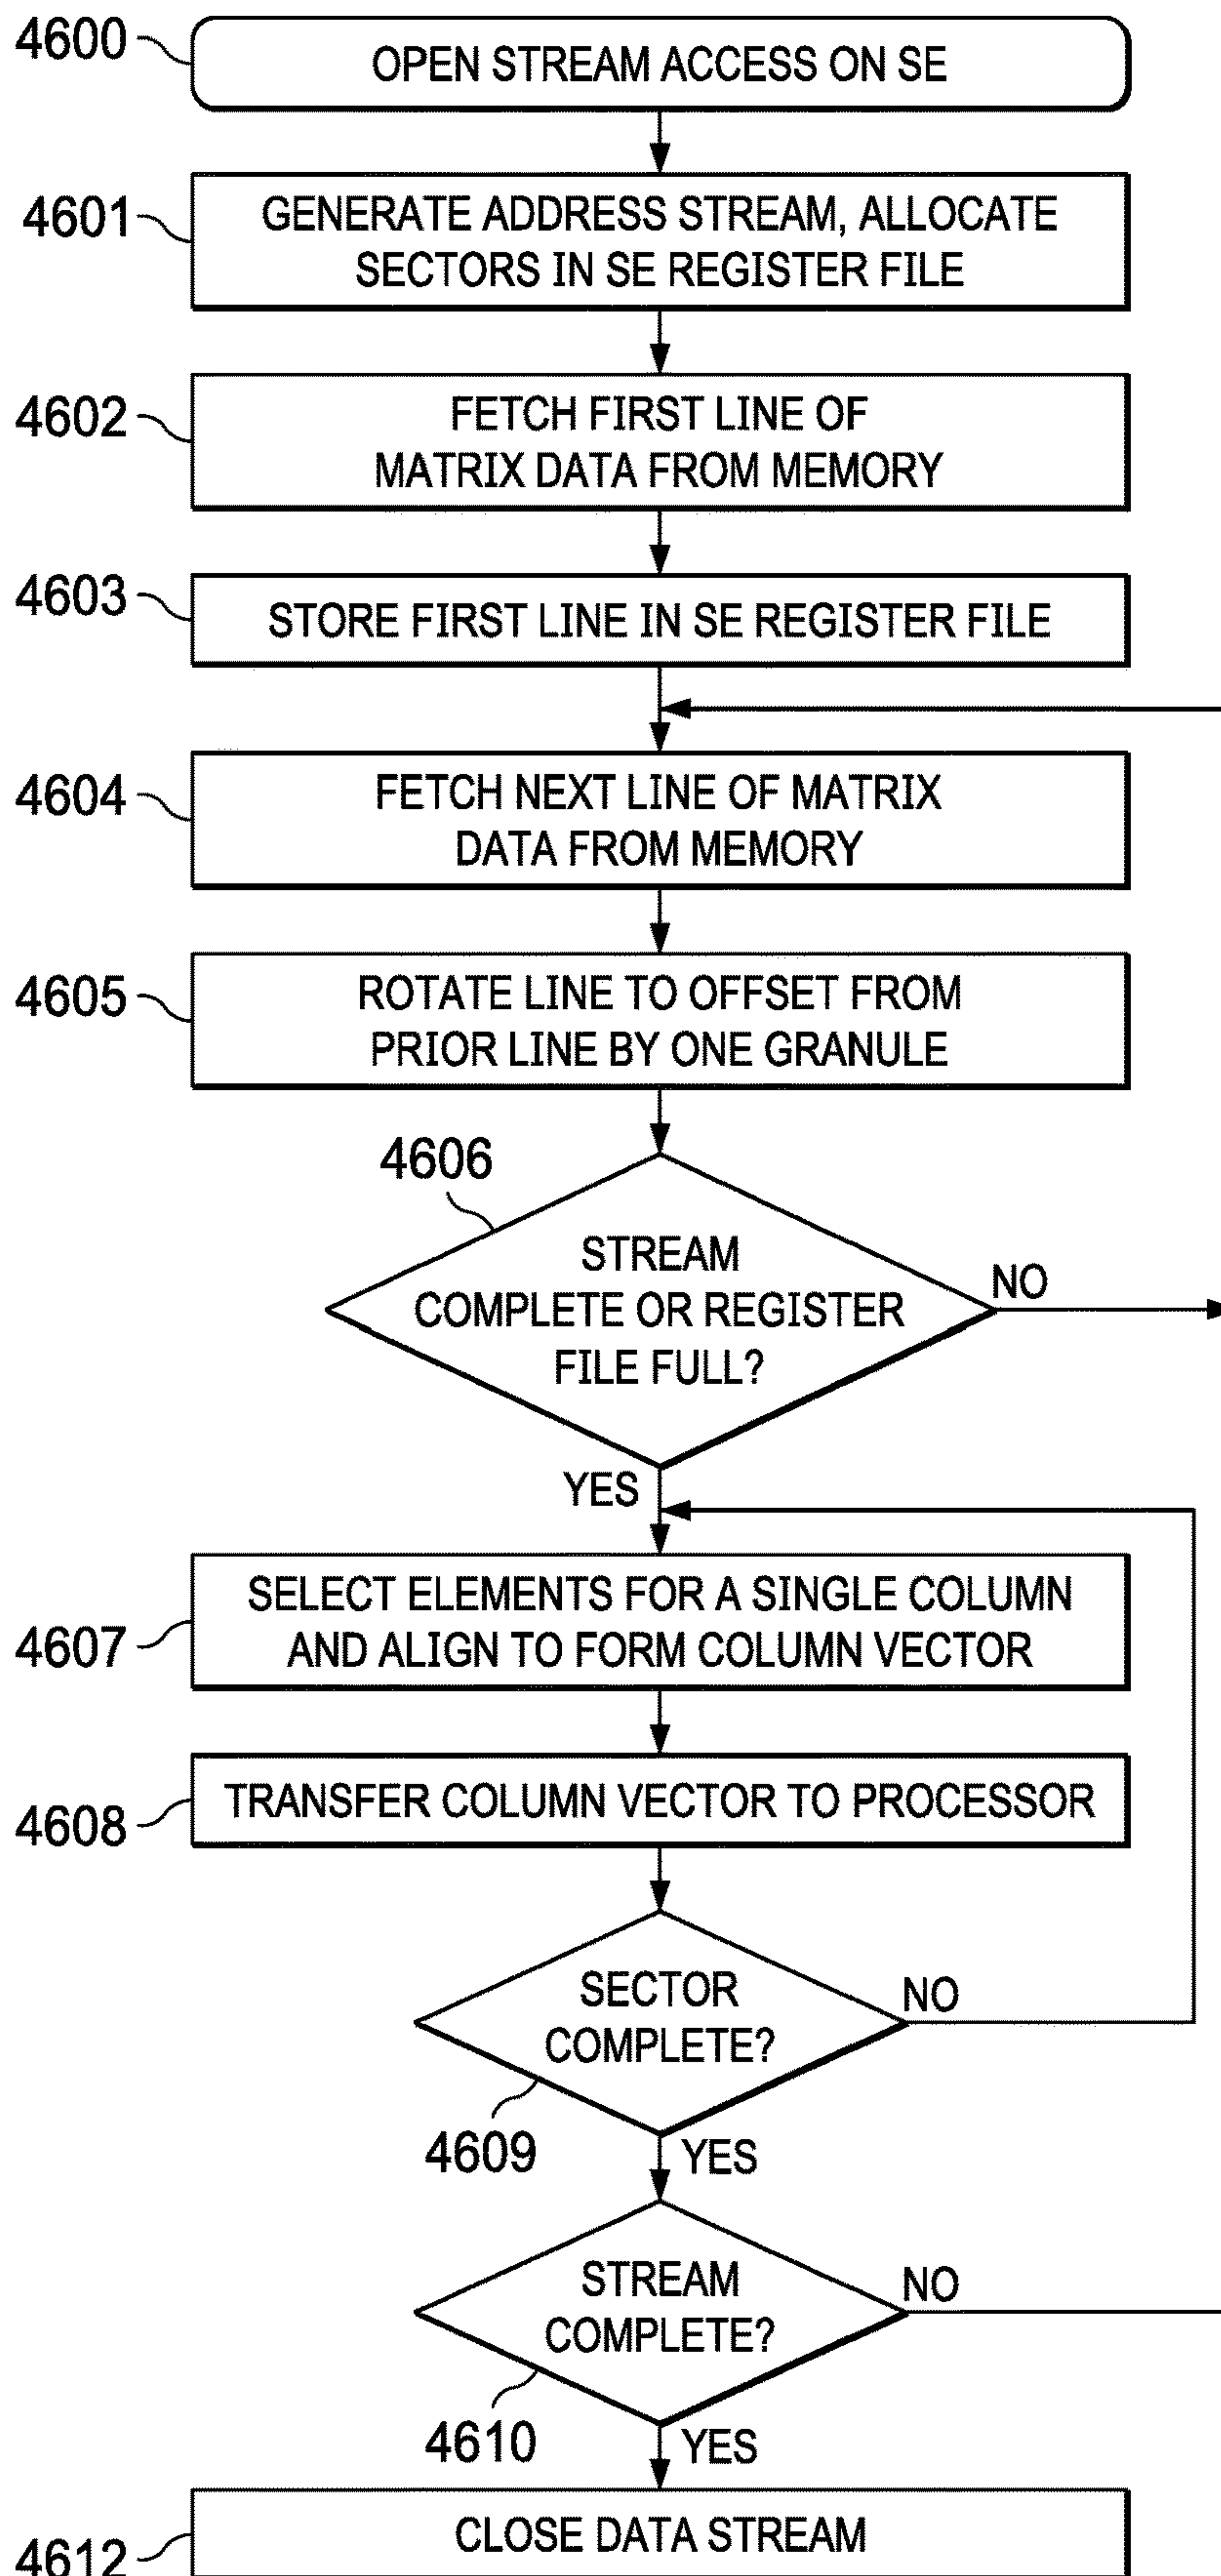 4600
OPEN STREAM ACCESS ON SE
4601
GENERATE ADDRESS STREAM, ALLOCATE
SECTORS IN SE REGISTER FILE
4602
FETCH FIRST LINE OF
MATRIX DATA FROM MEMORY
4603
STORE FIRST LINE IN SE REGISTER FILE
4604
FETCH NEXT LINE OF MATRIX
DATA FROM MEMORY
4605
ROTATE LINE TO OFFSET FROM
PRIOR LINE BY ONE GRANULE
4606
STREAM
COMPLETE OR REGISTER
FILE FULL?
NO
YES
4607
SELECT ELEMENTS FOR A SINGLE COLUMN
AND ALIGN TO FORM COLUMN VECTOR
4608
TRANSFER COLUMN VECTOR TO PROCESSOR
SECTOR
COMPLETE?
NO
4609
YES
STREAM
COMPLETE?
NO
4610
YES
4612
CLOSE DATA STREAM